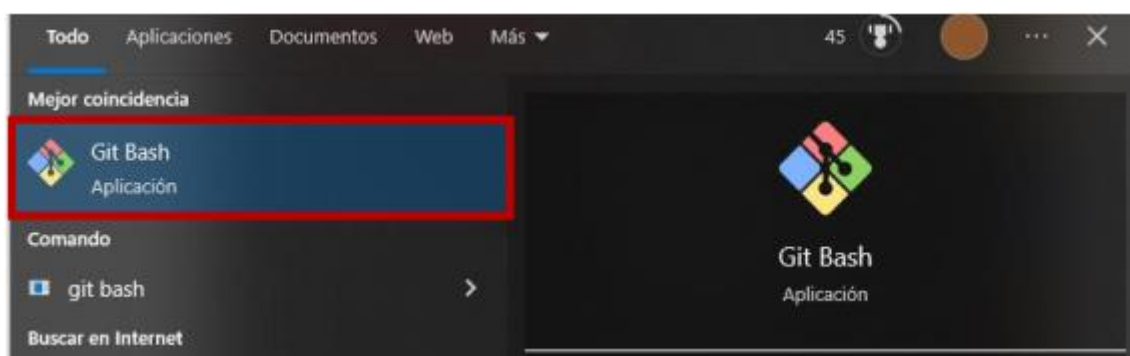 Todo Aplicaciones Documentos Web Más 45 ...
Mejor coincidencia
Git Bash
Aplicación
Comando
git bash
Buscar en Internet
Git Bash
Aplicación